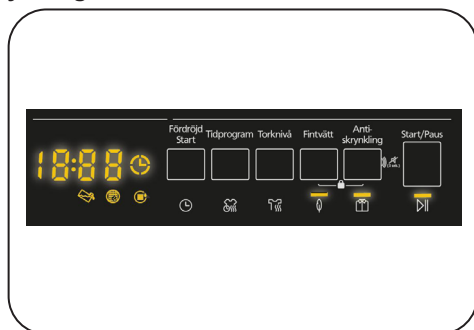 18:88
Fördröjd
Start
Tidprogram
Torknivå
Fintvätt
Anti-
skrynkling
Start/Paus